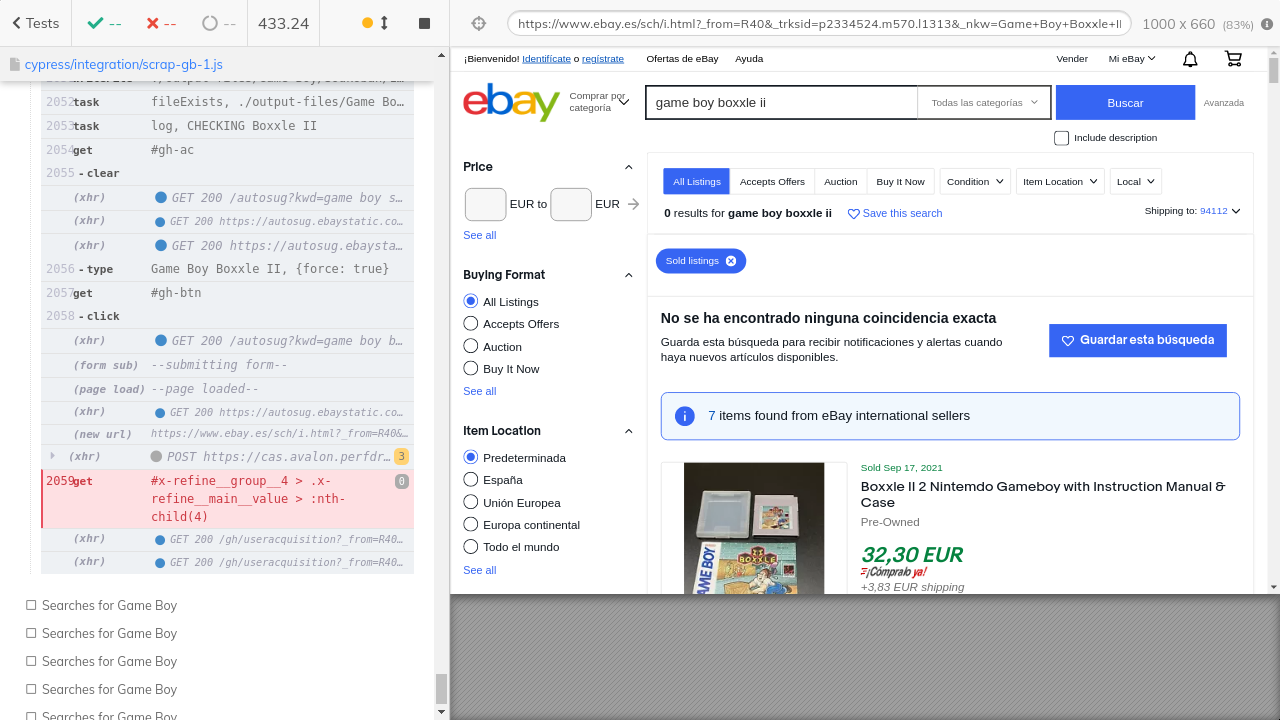 Tests
--
--
--
433.24
https://www.ebay.es/sch/i.html?_from=R40&_trksid=p2334524.m570.l1313&_nkw=Game+Boy+Boxxle+I
1000 x 660 (83%)
cypress/integration/scrap-gb-1.js
2052 task fileExists, ./output-files/Game Bo…
2053 task log, CHECKING Boxxle II
2054 get #gh-ac
2055 - clear
(xhr) GET 200 /autosug?kwd=game boy s…
(xhr) GET 200 https://autosug.ebaystatic.co…
(xhr) GET 200 https://autosug.ebaysta…
2056 - type Game Boy Boxxle II, {force: true}
2057 get #gh-btn
2058 - click
(xhr) GET 200 /autosug?kwd=game boy b…
(form sub) --submitting form--
(page load) --page loaded--
(xhr) GET 200 https://autosug.ebaystatic.co…
(new url) https://www.ebay.es/sch/i.html?_from=R40&…
(xhr) POST https://cas.avalon.perfdr… 3
2059 get #x-refine__group__4 > .x- 0
refine__main__value > :nth-
child(4)
(xhr) GET 200 /gh/useracquisition?_from=R40…
(xhr) GET 200 /gh/useracquisition?_from=R40…
Searches for Game Boy
Searches for Game Boy
Searches for Game Boy
Searches for Game Boy
Searches for Game Boy
¡Bienvenido! Identifícate o regístrate Ofertas de eBay Ayuda Vender Mi eBay
ebay
Comprar por
categoría
game boy boxxle ii
Todas las categorías
Buscar
Avanzada
Include description
Price
EUR to EUR
See all
Buying Format
All Listings
Accepts Offers
Auction
Buy It Now
See all
Item Location
Predeterminada
España
Unión Europea
Europa continental
Todo el mundo
See all
All Listings Accepts Offers Auction Buy It Now Condition Item Location Local
0 results for game boy boxxle ii Save this search Shipping to: 94112
Sold listings
No se ha encontrado ninguna coincidencia exacta
Guarda esta búsqueda para recibir notificaciones y alertas cuando
haya nuevos artículos disponibles.
Guardar esta búsqueda
7 items found from eBay international sellers
BOXXLE
AME BOY
Sold Sep 17, 2021
Boxxle II 2 Nintemdo Gameboy with Instruction Manual &
Case
Pre-Owned
32,30 EUR
¡Cómpralo ya!
+3,83 EUR shipping